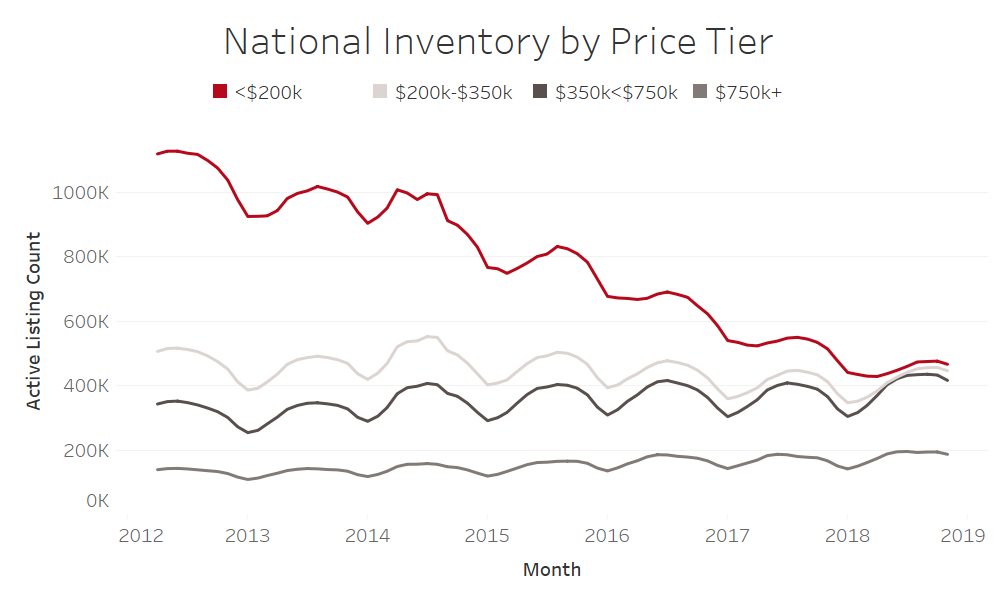 National Inventory by Price Tier
<$200k $200k-$350k $350k<$750k $750k+
Active Listing Count
1000K
800K
600K
400K
200K
0K
2012 2013 2014 2015 2016 2017 2018 2019
Month